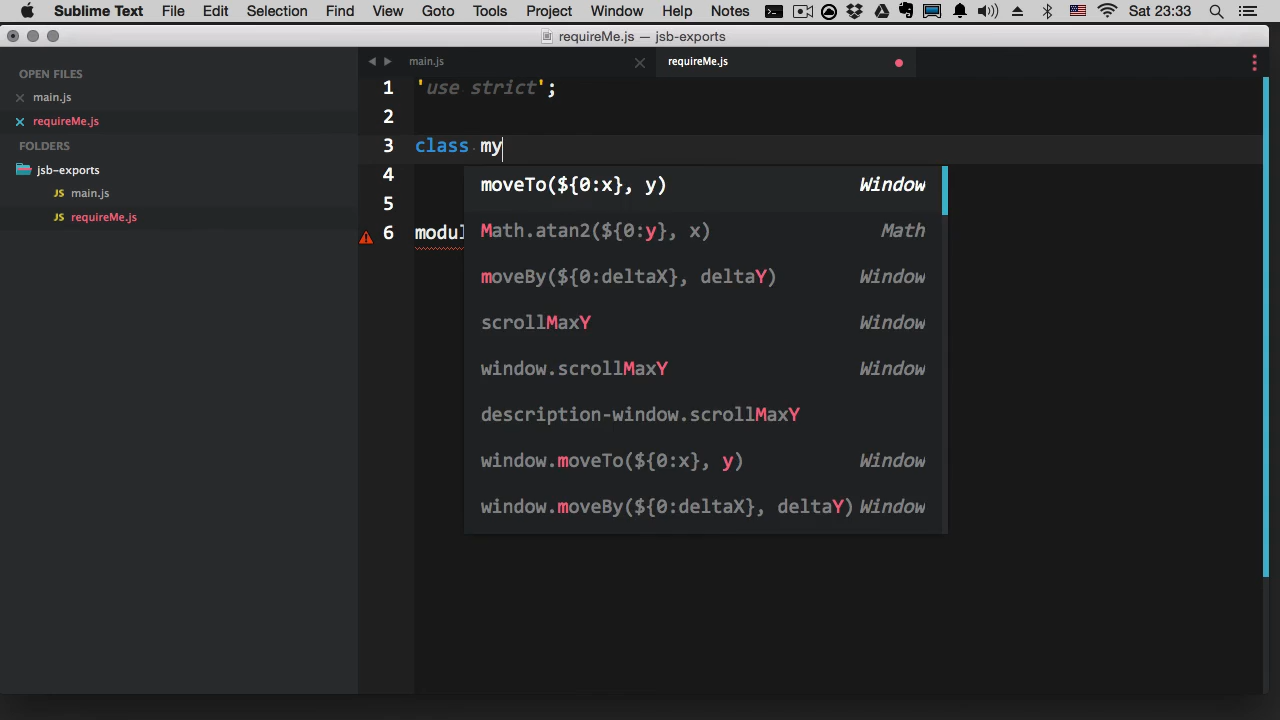 Sublime Text File Edit Selection Find View Goto Tools Project Window Help Notes Sat 23:33
requireMe.js — jsb-exports
OPEN FILES
main.js
requireMe.js
FOLDERS
jsb-exports
main.js
requireMe.js
main.js requireMe.js
1 'use strict';
2
3 class my
4
5
6 modul
moveTo(${0:x}, y) Window
Math.atan2(${0:y}, x) Math
moveBy(${0:deltaX}, deltaY) Window
scrollMaxY Window
window.scrollMaxY Window
description-window.scrollMaxY
window.moveTo(${0:x}, y) Window
window.moveBy(${0:deltaX}, deltaY) Window